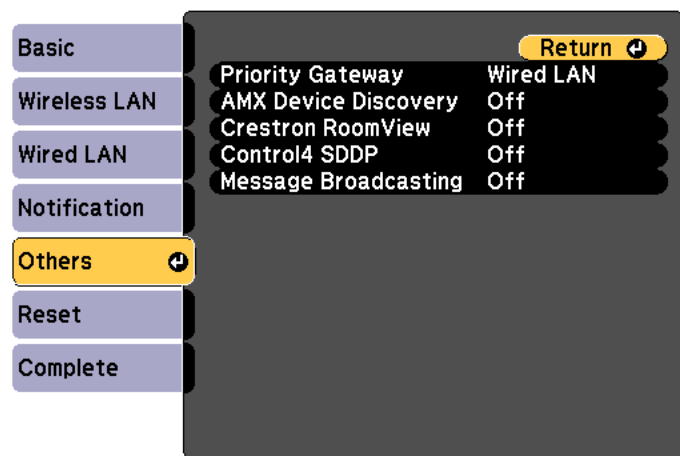 Basic
Wireless LAN
Wired LAN
Notification
Others
Reset
Complete
Return
Priority Gateway Wired LAN
AMX Device Discovery Off
Crestron RoomView Off
Control4 SDDP Off
Message Broadcasting Off